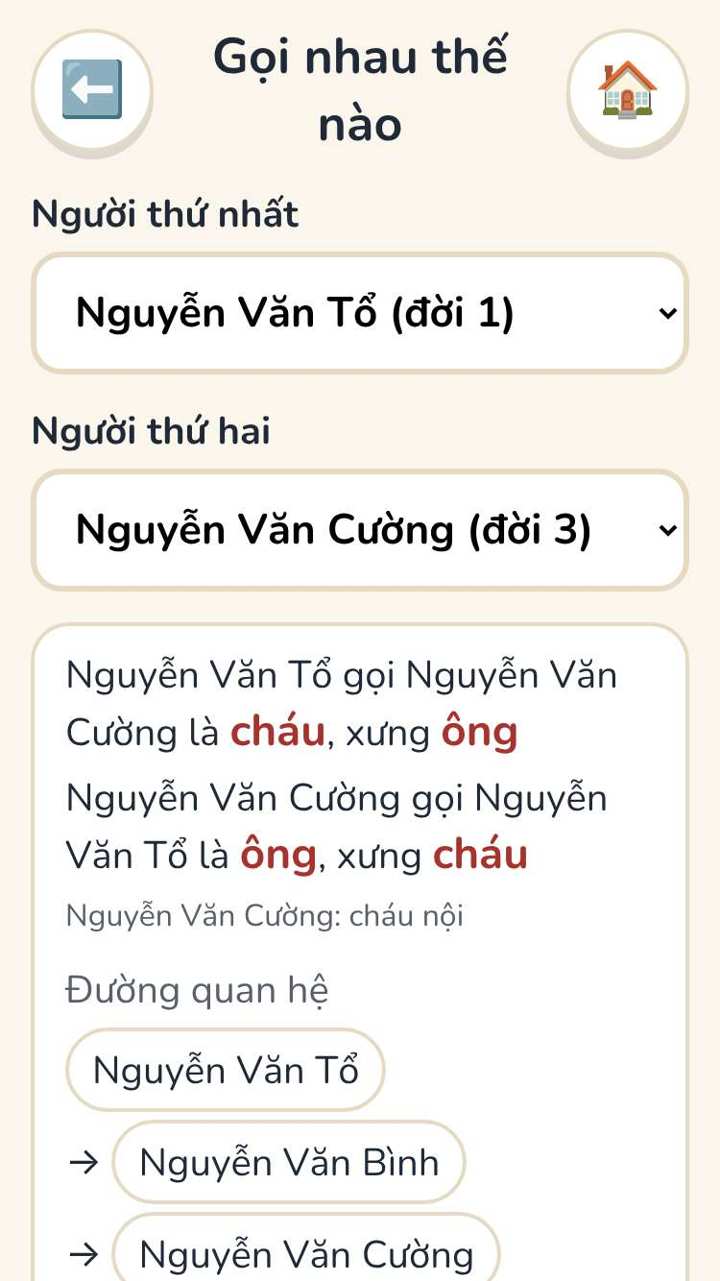 Gọi nhau thế
nào
Người thứ nhất
Nguyễn Văn Tổ (đời 1)
Người thứ hai
Nguyễn Văn Cường (đời 3)
Nguyễn Văn Tổ gọi Nguyễn Văn
Cường là cháu, xưng ông
Nguyễn Văn Cường gọi Nguyễn
Văn Tổ là ông, xưng cháu
Nguyễn Văn Cường: cháu nội
Đường quan hệ
Nguyễn Văn Tổ
→ Nguyễn Văn Bình
→ Nguyễn Văn Cường